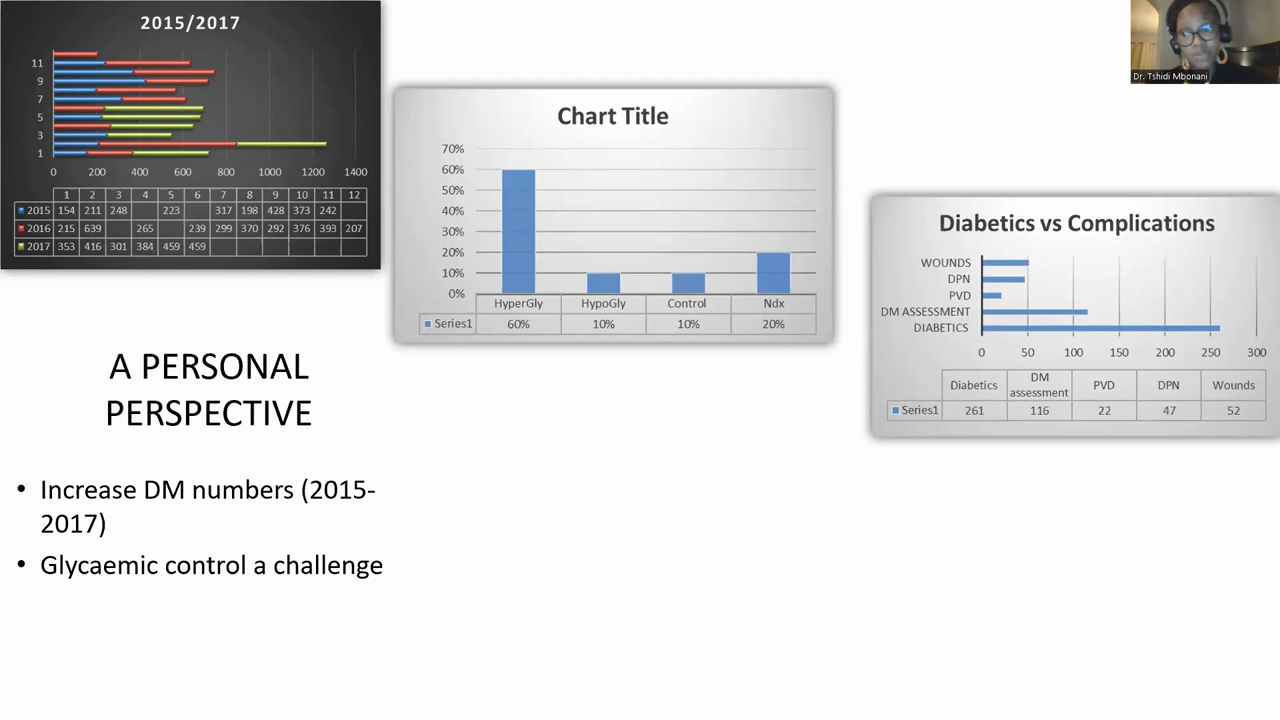 2015/2017
11
9
7
5
3
1
0 200 400 600 800 1000 1200 1400
1 2 3 4 5 6 7 8 9 10 11 12
2015 154 211 248 223 317 198 428 373 242
2016 215 639 265 239 299 370 292 376 393 207
2017 353 416 301 384 459 459
Chart Title
70%
60%
50%
40%
30%
20%
10%
0%
HyperGly HypoGly Control Ndx
Series1 60% 10% 10% 20%
Dr. Tshidi Mbonani
Diabetics vs Complications
WOUNDS
DPN
PVD
DM ASSESSMENT
DIABETICS
0 50 100 150 200 250 300
Diabetics DM assessment PVD DPN Wounds
Series1 261 116 22 47 52
A PERSONAL
PERSPECTIVE
• Increase DM numbers (2015-
2017)
• Glycaemic control a challenge